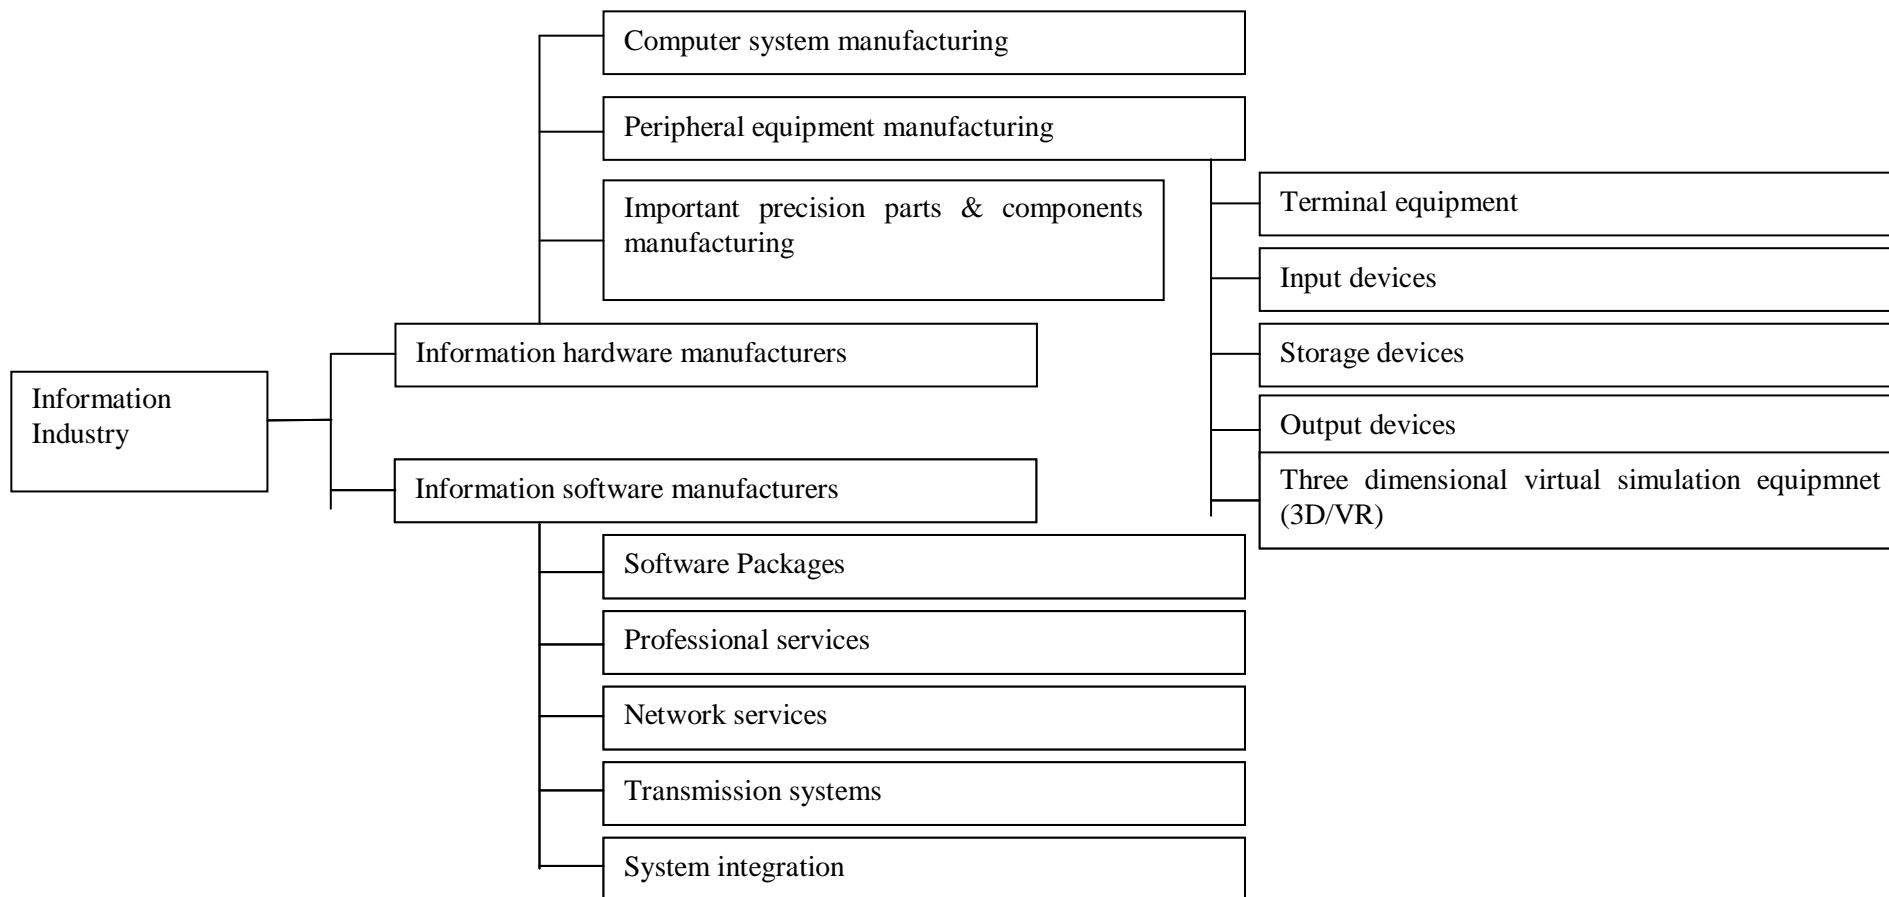 Computer system manufacturing
Peripheral equipment manufacturing
Important precision parts & components
manufacturing
Terminal equipment
Input devices
Storage devices
Output devices
Three dimensional virtual simulation equipmnet
(3D/VR)
Information hardware manufacturers
Information
Industry
Information software manufacturers
Software Packages
Professional services
Network services
Transmission systems
System integration